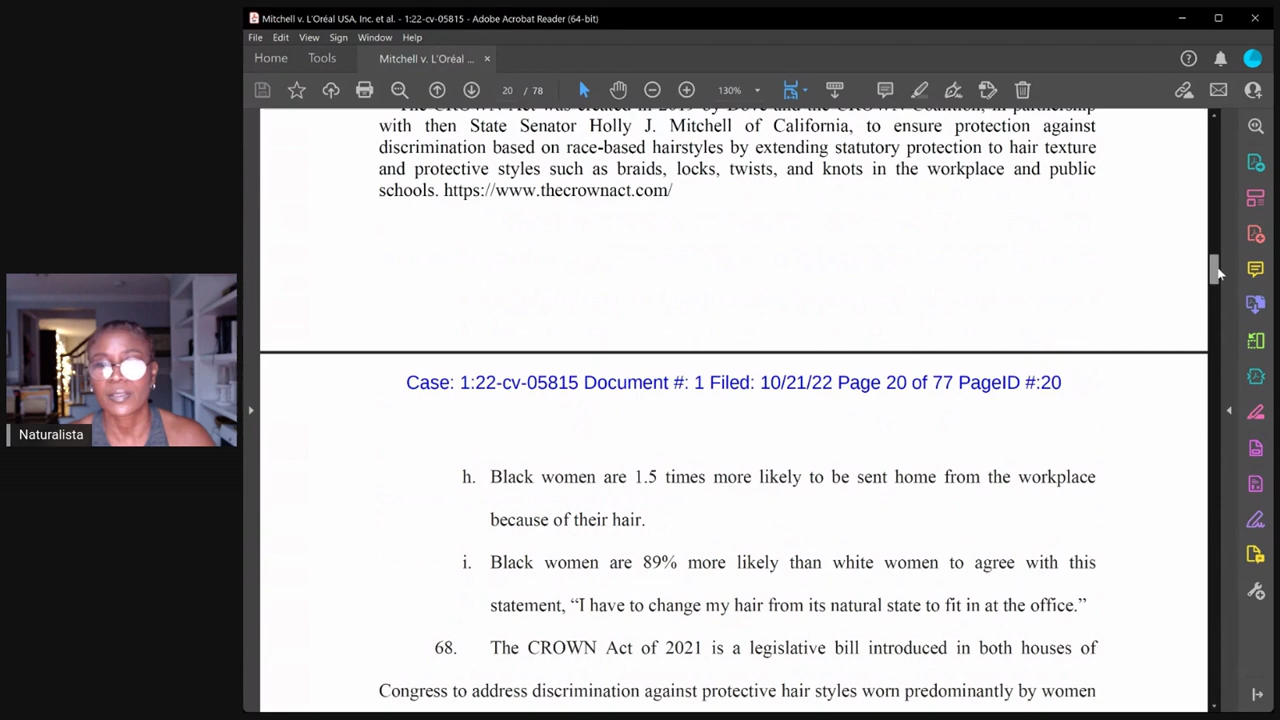 Mitchell v. L'Oréal USA, Inc. et al. - 1:22-cv-05815 - Adobe Acrobat Reader (64-bit)
File Edit View Sign Window Help
Home Tools Mitchell v. L'Oréal ... ×
20 / 78 130%
The CROWN Act was created in 2019 by Dove and the CROWN Coalition, in partnership
with then State Senator Holly J. Mitchell of California, to ensure protection against
discrimination based on race-based hairstyles by extending statutory protection to hair texture
and protective styles such as braids, locks, twists, and knots in the workplace and public
schools. https://www.thecrownact.com/
Case: 1:22-cv-05815 Document #: 1 Filed: 10/21/22 Page 20 of 77 PageID #:20
h. Black women are 1.5 times more likely to be sent home from the workplace
because of their hair.
i. Black women are 89% more likely than white women to agree with this
statement, “I have to change my hair from its natural state to fit in at the office.”
68. The CROWN Act of 2021 is a legislative bill introduced in both houses of
Congress to address discrimination against protective hair styles worn predominantly by women
Naturalista